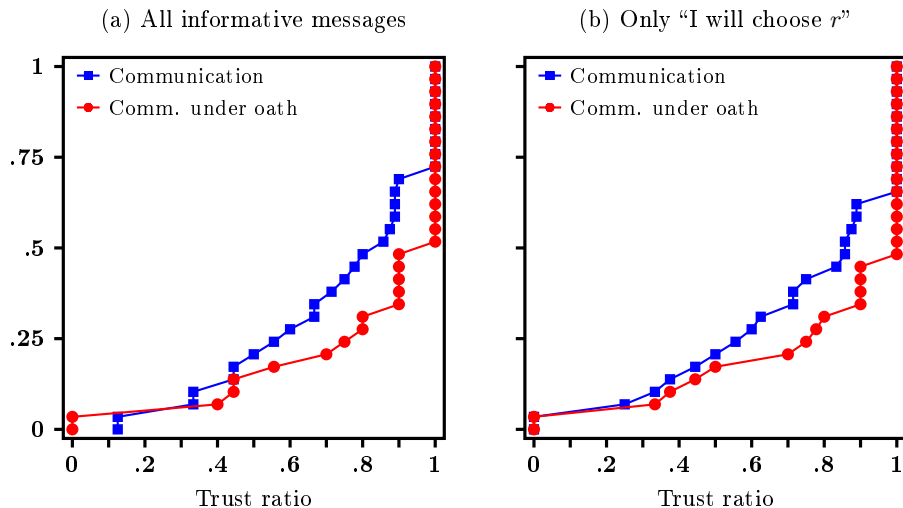 (a) All informative messages
Communication
Comm. under oath
1
.75
.5
.25
0
0 .2 .4 .6 .8 1
Trust ratio
(b) Only “I will choose r”
Communication
Comm. under oath
0 .2 .4 .6 .8 1
Trust ratio